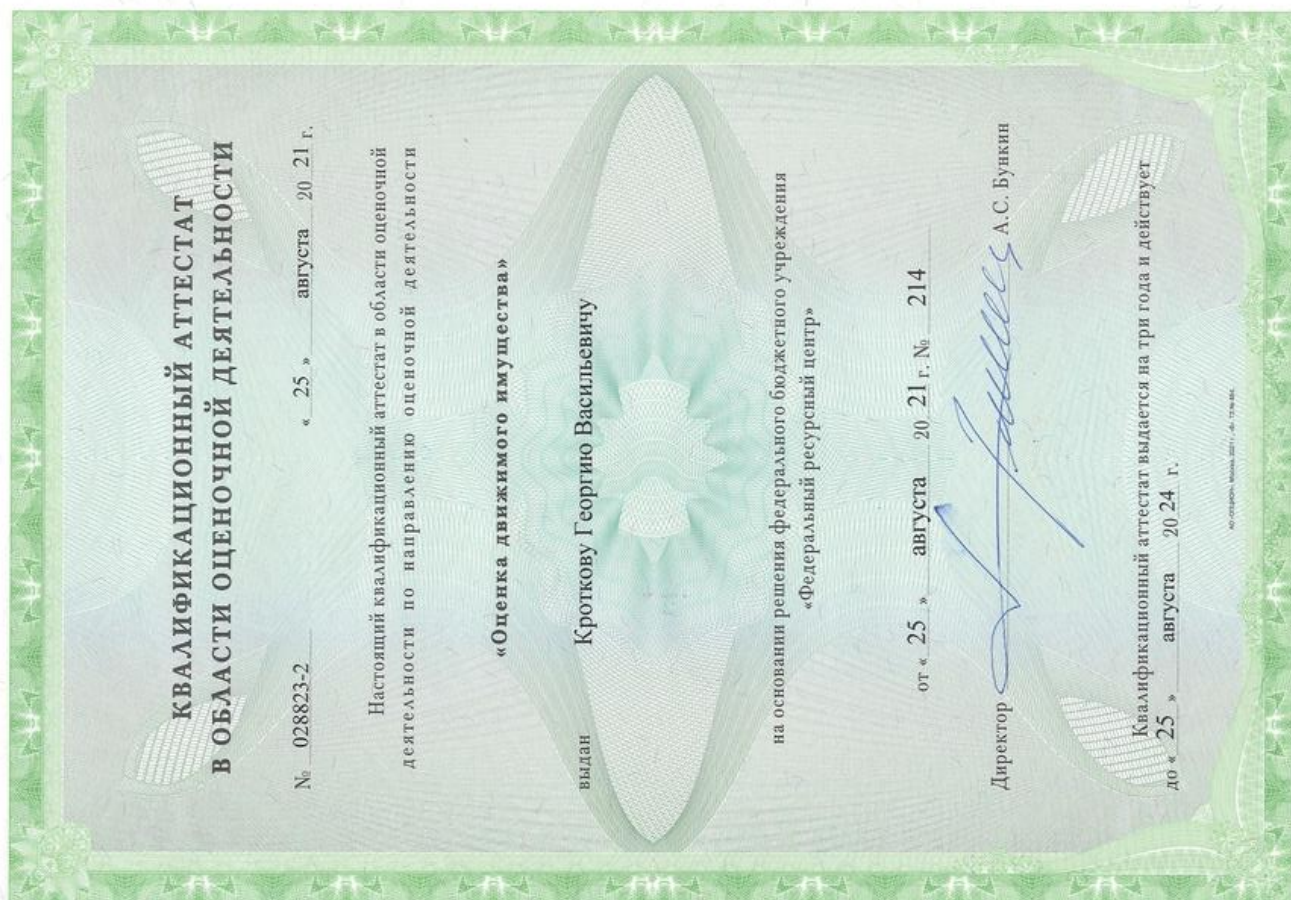 КВАЛИФИКАЦИОННЫЙ АТТЕСТАТ
В ОБЛАСТИ ОЦЕНОЧНОЙ ДЕЯТЕЛЬНОСТИ
№ 028823-2 « 25 » августа 20 21 г.
Настоящий квалификационный аттестат в области оценочной
деятельности по направлению оценочной деятельности
«Оценка движимого имущества»
выдан Кроткову Георгию Васильевичу
на основании решения федерального бюджетного учреждения
«Федеральный ресурсный центр»
от « 25 » августа 20 21 г. № 214
Директор А.С. Бункин
Квалификационный аттестат выдается на три года и действует
до « 25 » августа 20 24 г.